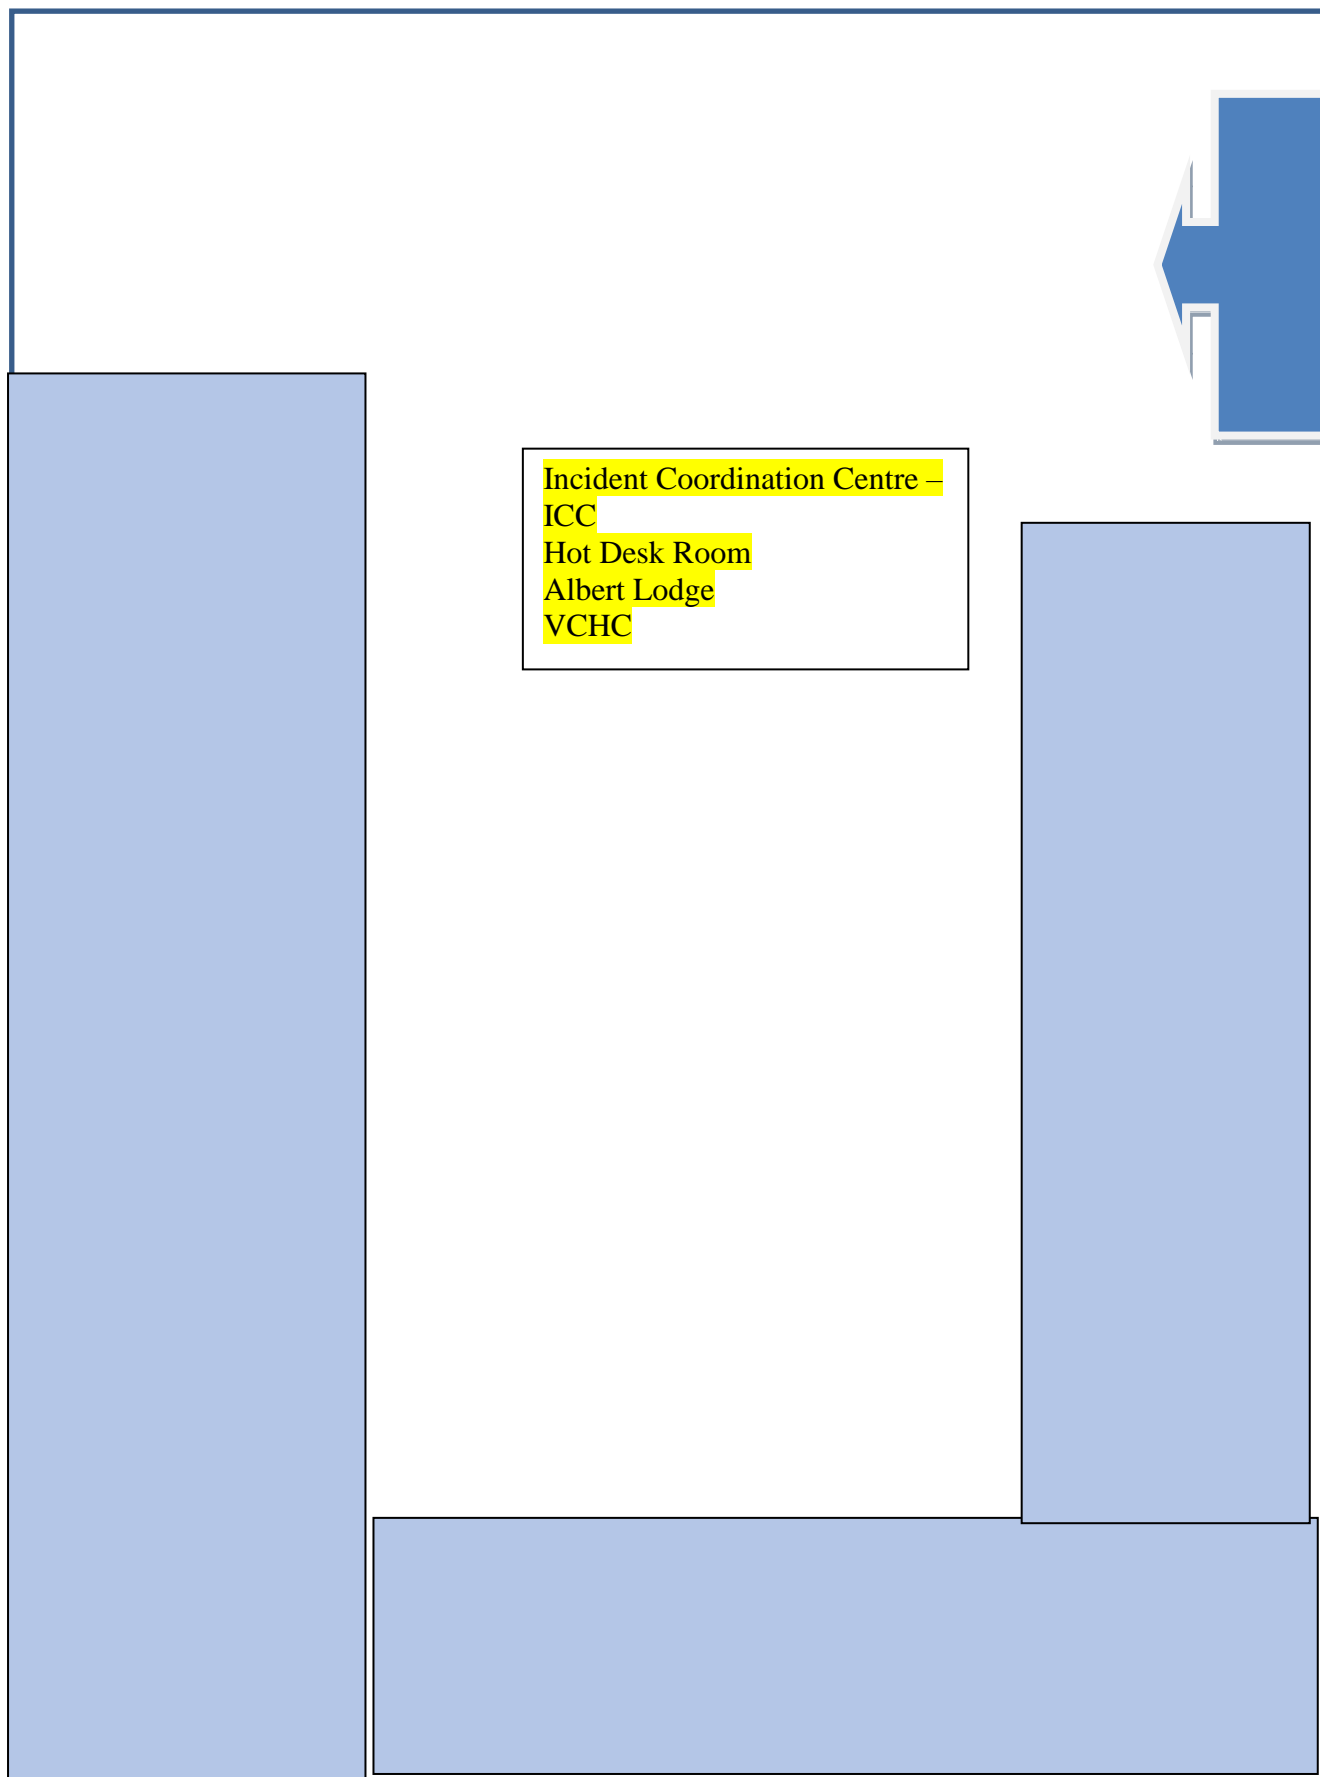 Incident Coordination Centre –
ICC
Hot Desk Room
Albert Lodge
VCHC